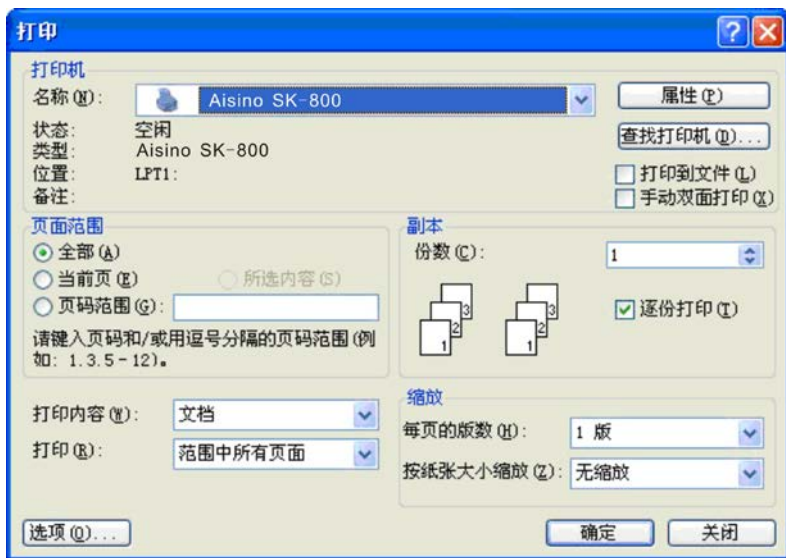 打印
打印机
名称(N): Aisino SK-800 属性(P)
状态: 空闲 查找打印机(D)...
类型: Aisino SK-800
位置: LPT1: 打印到文件(L)
备注: 手动双面打印(X)
页面范围
全部(A)
当前页(E) 所选内容(S)
页码范围(G):
请键入页码和/或用逗号分隔的页码范围(例
如: 1.3.5-12)。
副本
份数(C): 1
1 2 3 1 2 3 逐份打印(T)
打印内容(W): 文档
打印(R): 范围中所有页面
缩放
每页的版数(H): 1 版
按纸张大小缩放(Z): 无缩放
选项(O)... 确定 关闭